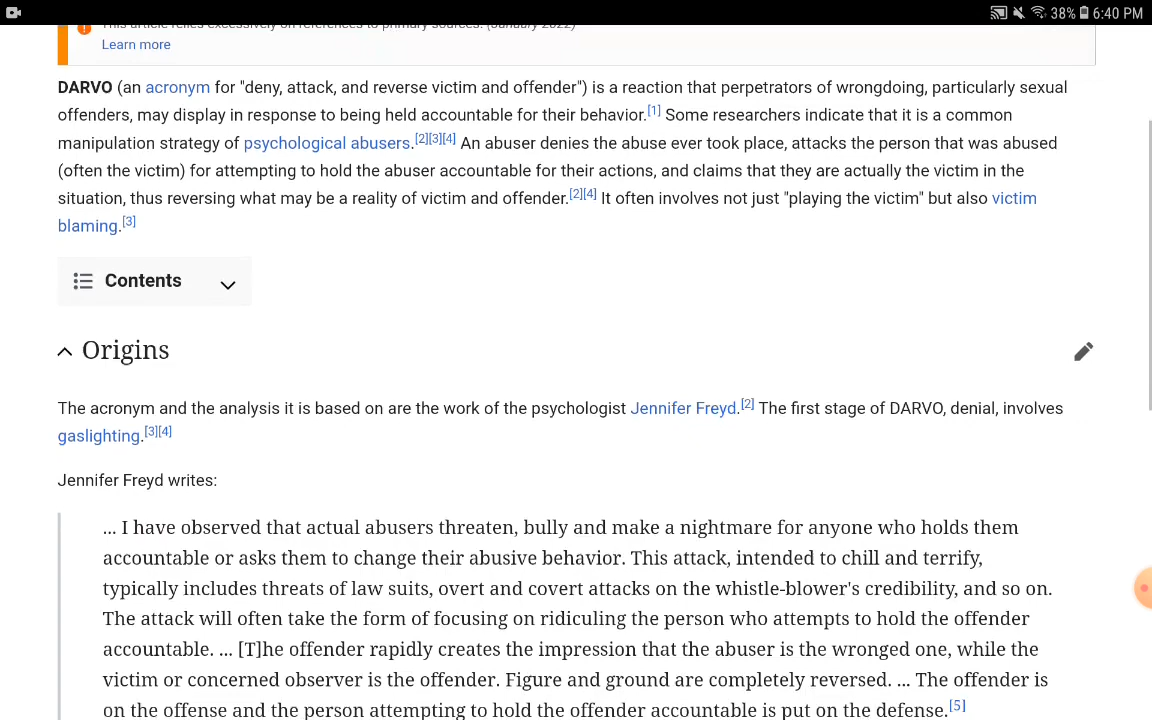 38% 6:40 PM
This article relies excessively on references to primary sources. (January 2022)
Learn more
DARVO (an acronym for "deny, attack, and reverse victim and offender") is a reaction that perpetrators of wrongdoing, particularly sexual
offenders, may display in response to being held accountable for their behavior.[1] Some researchers indicate that it is a common
manipulation strategy of psychological abusers.[2][3][4] An abuser denies the abuse ever took place, attacks the person that was abused
(often the victim) for attempting to hold the abuser accountable for their actions, and claims that they are actually the victim in the
situation, thus reversing what may be a reality of victim and offender.[2][4] It often involves not just "playing the victim" but also victim
blaming.[3]
Contents
Origins
The acronym and the analysis it is based on are the work of the psychologist Jennifer Freyd.[2] The first stage of DARVO, denial, involves
gaslighting.[3][4]
Jennifer Freyd writes:
... I have observed that actual abusers threaten, bully and make a nightmare for anyone who holds them
accountable or asks them to change their abusive behavior. This attack, intended to chill and terrify,
typically includes threats of law suits, overt and covert attacks on the whistle-blower's credibility, and so on.
The attack will often take the form of focusing on ridiculing the person who attempts to hold the offender
accountable. ... [T]he offender rapidly creates the impression that the abuser is the wronged one, while the
victim or concerned observer is the offender. Figure and ground are completely reversed. ... The offender is
on the offense and the person attempting to hold the offender accountable is put on the defense.[5]